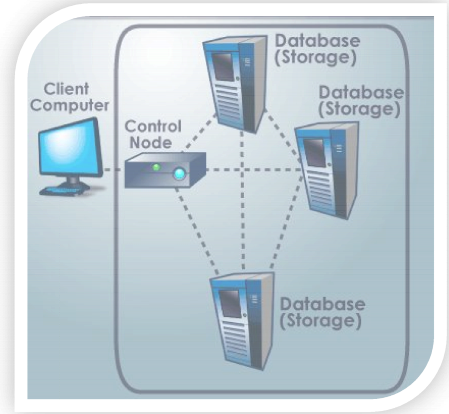 Database
(Storage)
Client
Computer
Database
(Storage)
Control
Node
Database
(Storage)